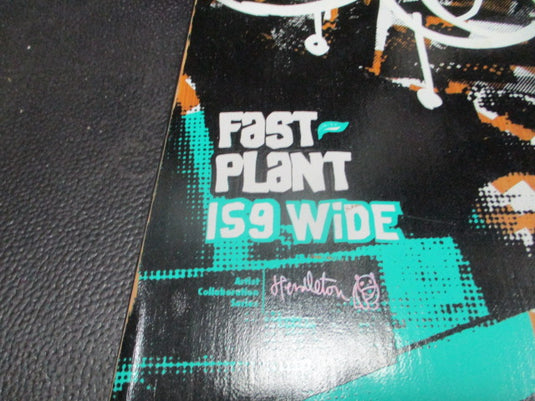 FAST-
PLANT
159 WiDE
Artist
Collaboration
Series
Hendleton